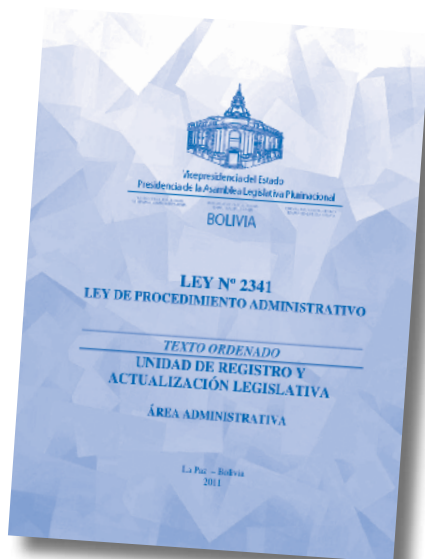 Vicepresidencia del Estado
Presidencia de la Asamblea Legislativa Plurinacional
BOLIVIA
LEY Nº 2341
LEY DE PROCEDIMIENTO ADMINISTRATIVO
TEXTO ORDENADO
UNIDAD DE REGISTRO Y
ACTUALIZACIÓN LEGISLATIVA
ÁREA ADMINISTRATIVA
La Paz – Bolivia
2011